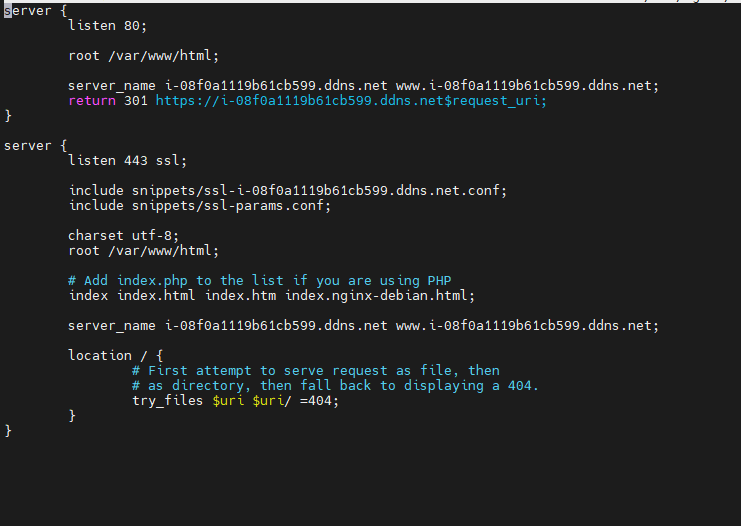 server {
        listen 80;

        root /var/www/html;

        server_name i-08f0a1119b61cb599.ddns.net www.i-08f0a1119b61cb599.ddns.net;
        return 301 https://i-08f0a1119b61cb599.ddns.net$request_uri;
}

server {
        listen 443 ssl;

        include snippets/ssl-i-08f0a1119b61cb599.ddns.net.conf;
        include snippets/ssl-params.conf;

        charset utf-8;
        root /var/www/html;

        # Add index.php to the list if you are using PHP
        index index.html index.htm index.nginx-debian.html;

        server_name i-08f0a1119b61cb599.ddns.net www.i-08f0a1119b61cb599.ddns.net;

        location / {
                # First attempt to serve request as file, then
                # as directory, then fall back to displaying a 404.
                try_files $uri $uri/ =404;
        }
}